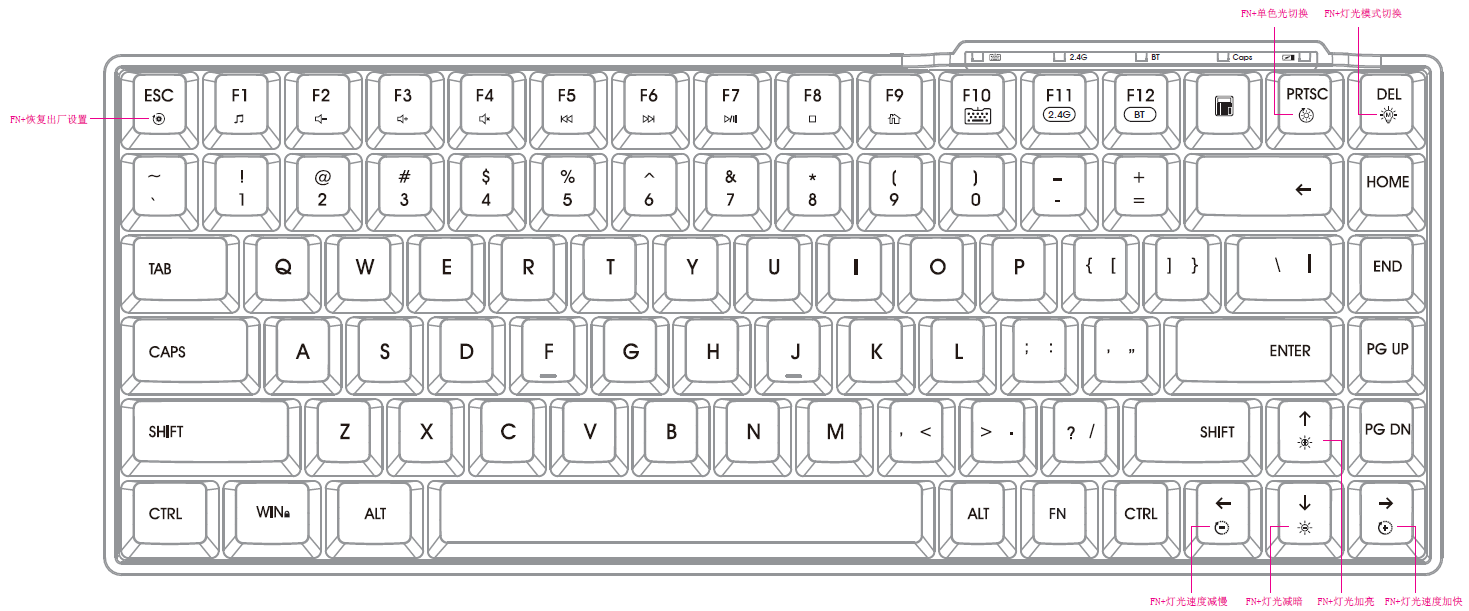 FN+单色光切换 FN+灯光模式切换
2.4G BT Caps
ESC F1 F2 F3 F4 F5 F6 F7 F8 F9 F10 F11 F12 PRTSC DEL
FN+恢复出厂设置 2.4G BT M
~ ! @ # $ % ^ & * ( ) - +
` 1 2 3 4 5 6 7 8 9 0 - = ← HOME
TAB Q W E R T Y U I O P { [ ] } \ | END
CAPS A S D F G H J K L ; : , " ENTER PG UP
SHIFT Z X C V B N M , < > . ? / SHIFT ↑ PG DN
CTRL WIN ALT ALT FN CTRL ← ↓ →
FN+灯光速度减慢 FN+灯光减暗 FN+灯光加亮 FN+灯光速度加快